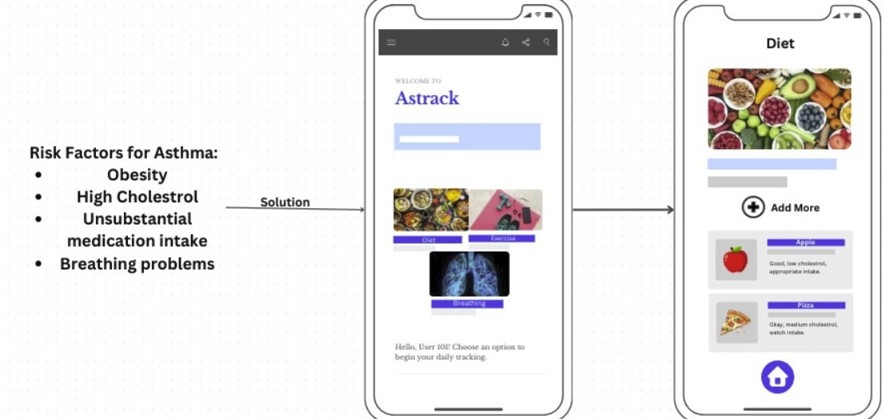 Risk Factors for Asthma:
Obesity
High Cholestrol
Unsubstantial
medication intake
Breathing problems
Solution
WELCOME TO
Astrack
Diet
Exercise
Breathing
Hello, User 101! Choose an option to
begin your daily tracking.
Diet
Add More
Apple
Good, low cholestrol,
appropriate intake.
Pizza
Okay, medium cholestrol,
watch intake.